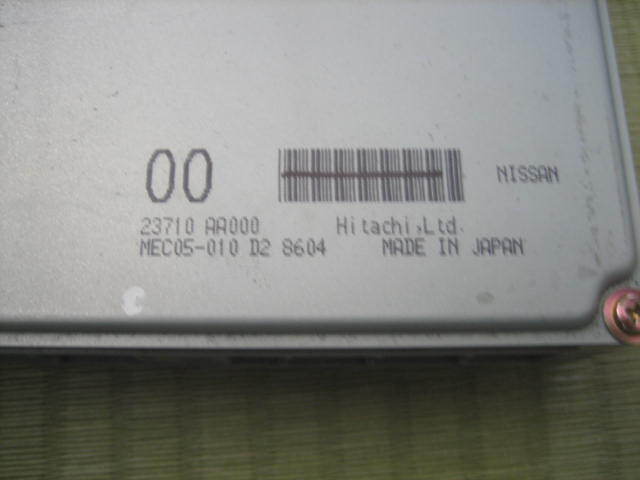 00 NISSAN
23710 AA000 Hitachi,Ltd.
MEC05-010 D2 8604 MADE IN JAPAN